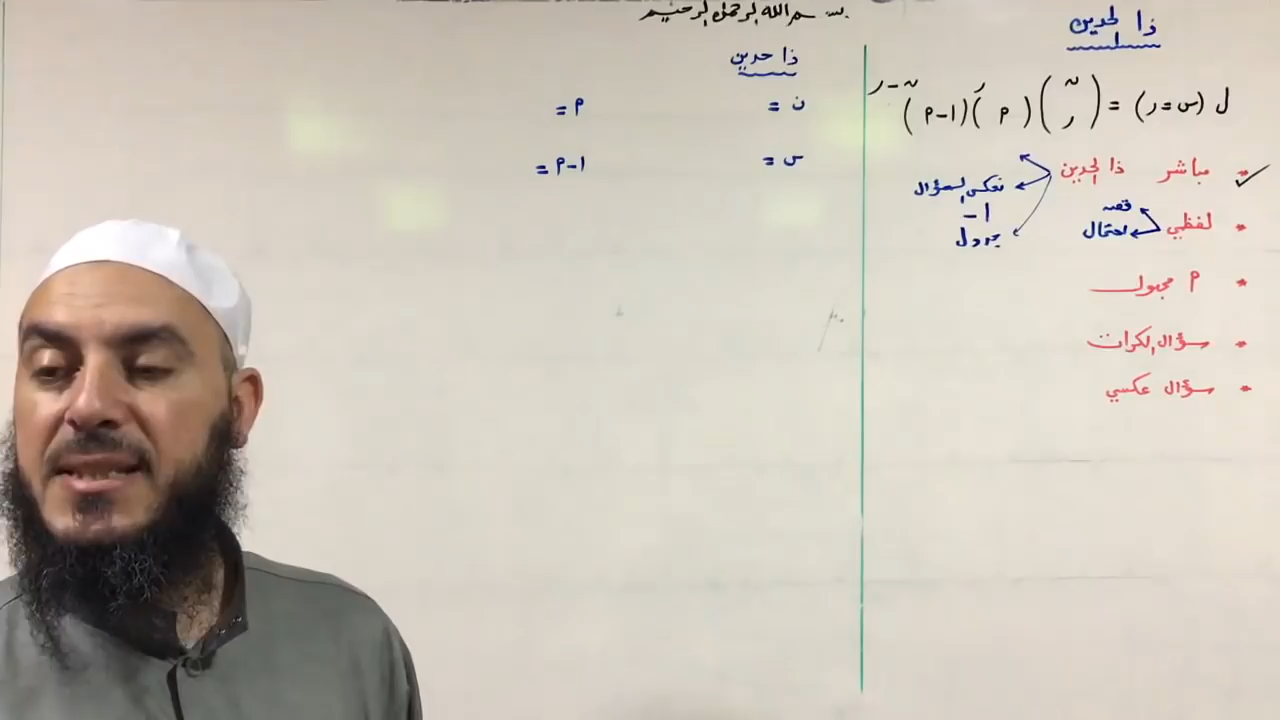 بسم الله الرحمن الرحيم
ذا الحدين
ل (س=ر) = (ن ر) (م)^ر (١-م)^ن-ر
* مباشر ذا الحدين
نعكس السؤال
١ -
جدول
* لفظي
قصة
احتمال
* م مجهول
* سؤال الكرات
* سؤال عكسي
ذا حدين
ن = م =
س = ١-م =